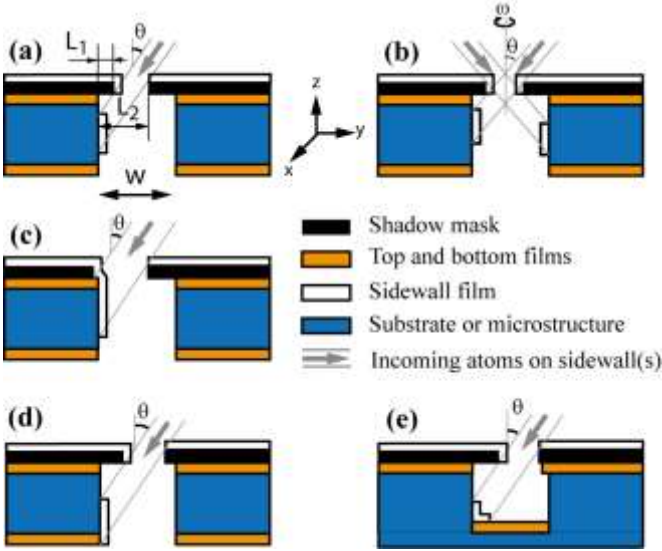 (a)
L1
θ
L2
W
z
y
x
(b)
ω
θ
(c)
θ
Shadow mask
Top and bottom films
Sidewall film
Substrate or microstructure
Incoming atoms on sidewall(s)
(d)
θ
(e)
θ